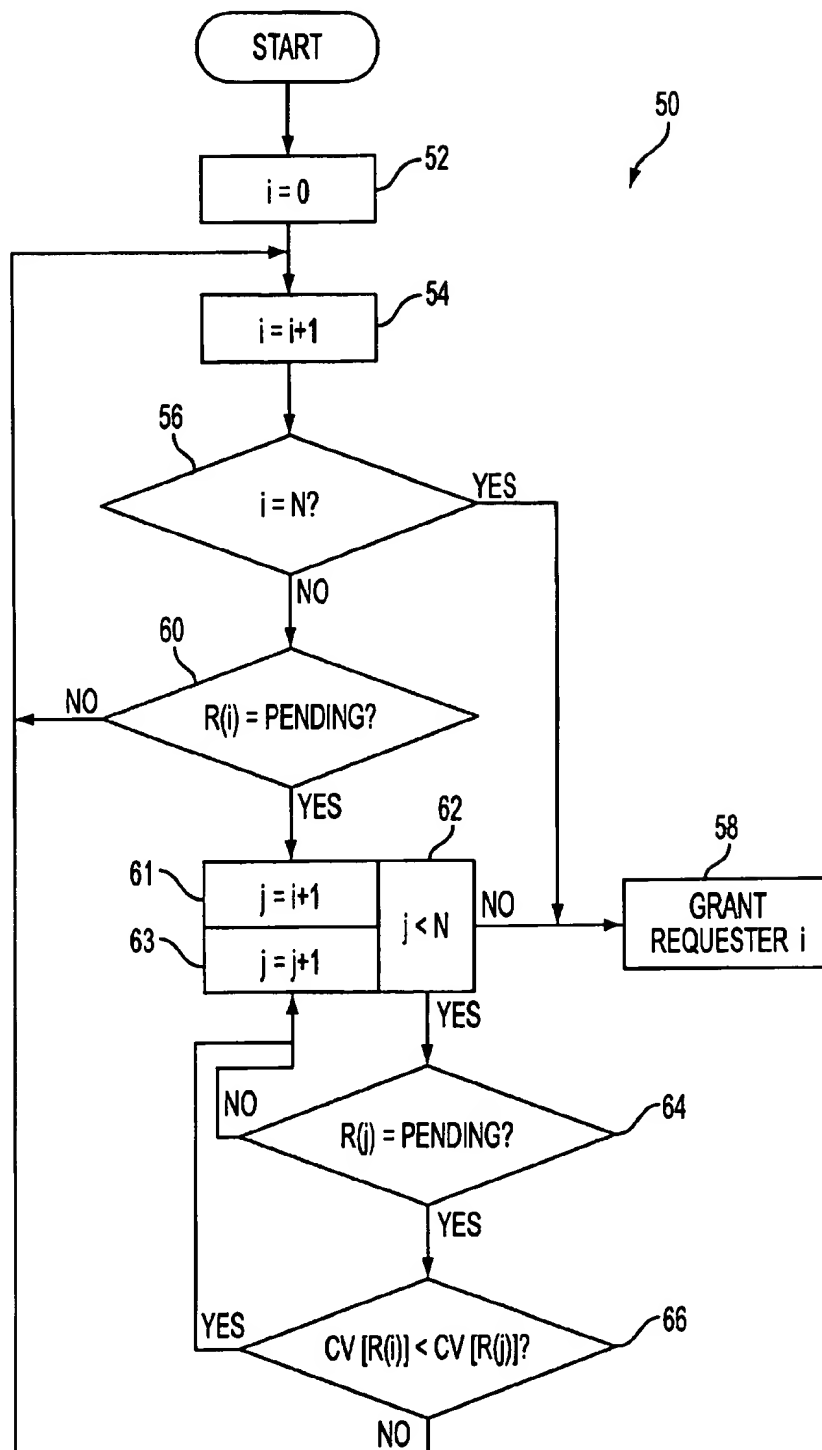 START
50
52
i = 0
54
i = i+1
56
i = N?
YES
NO
60
NO
R(i) = PENDING?
YES
62
58
61
j = i+1
j < N
NO
GRANT
REQUESTER i
63
j = j+1
YES
NO
R(j) = PENDING?
64
YES
YES
CV [R(i)] < CV [R(j)]?
66
NO